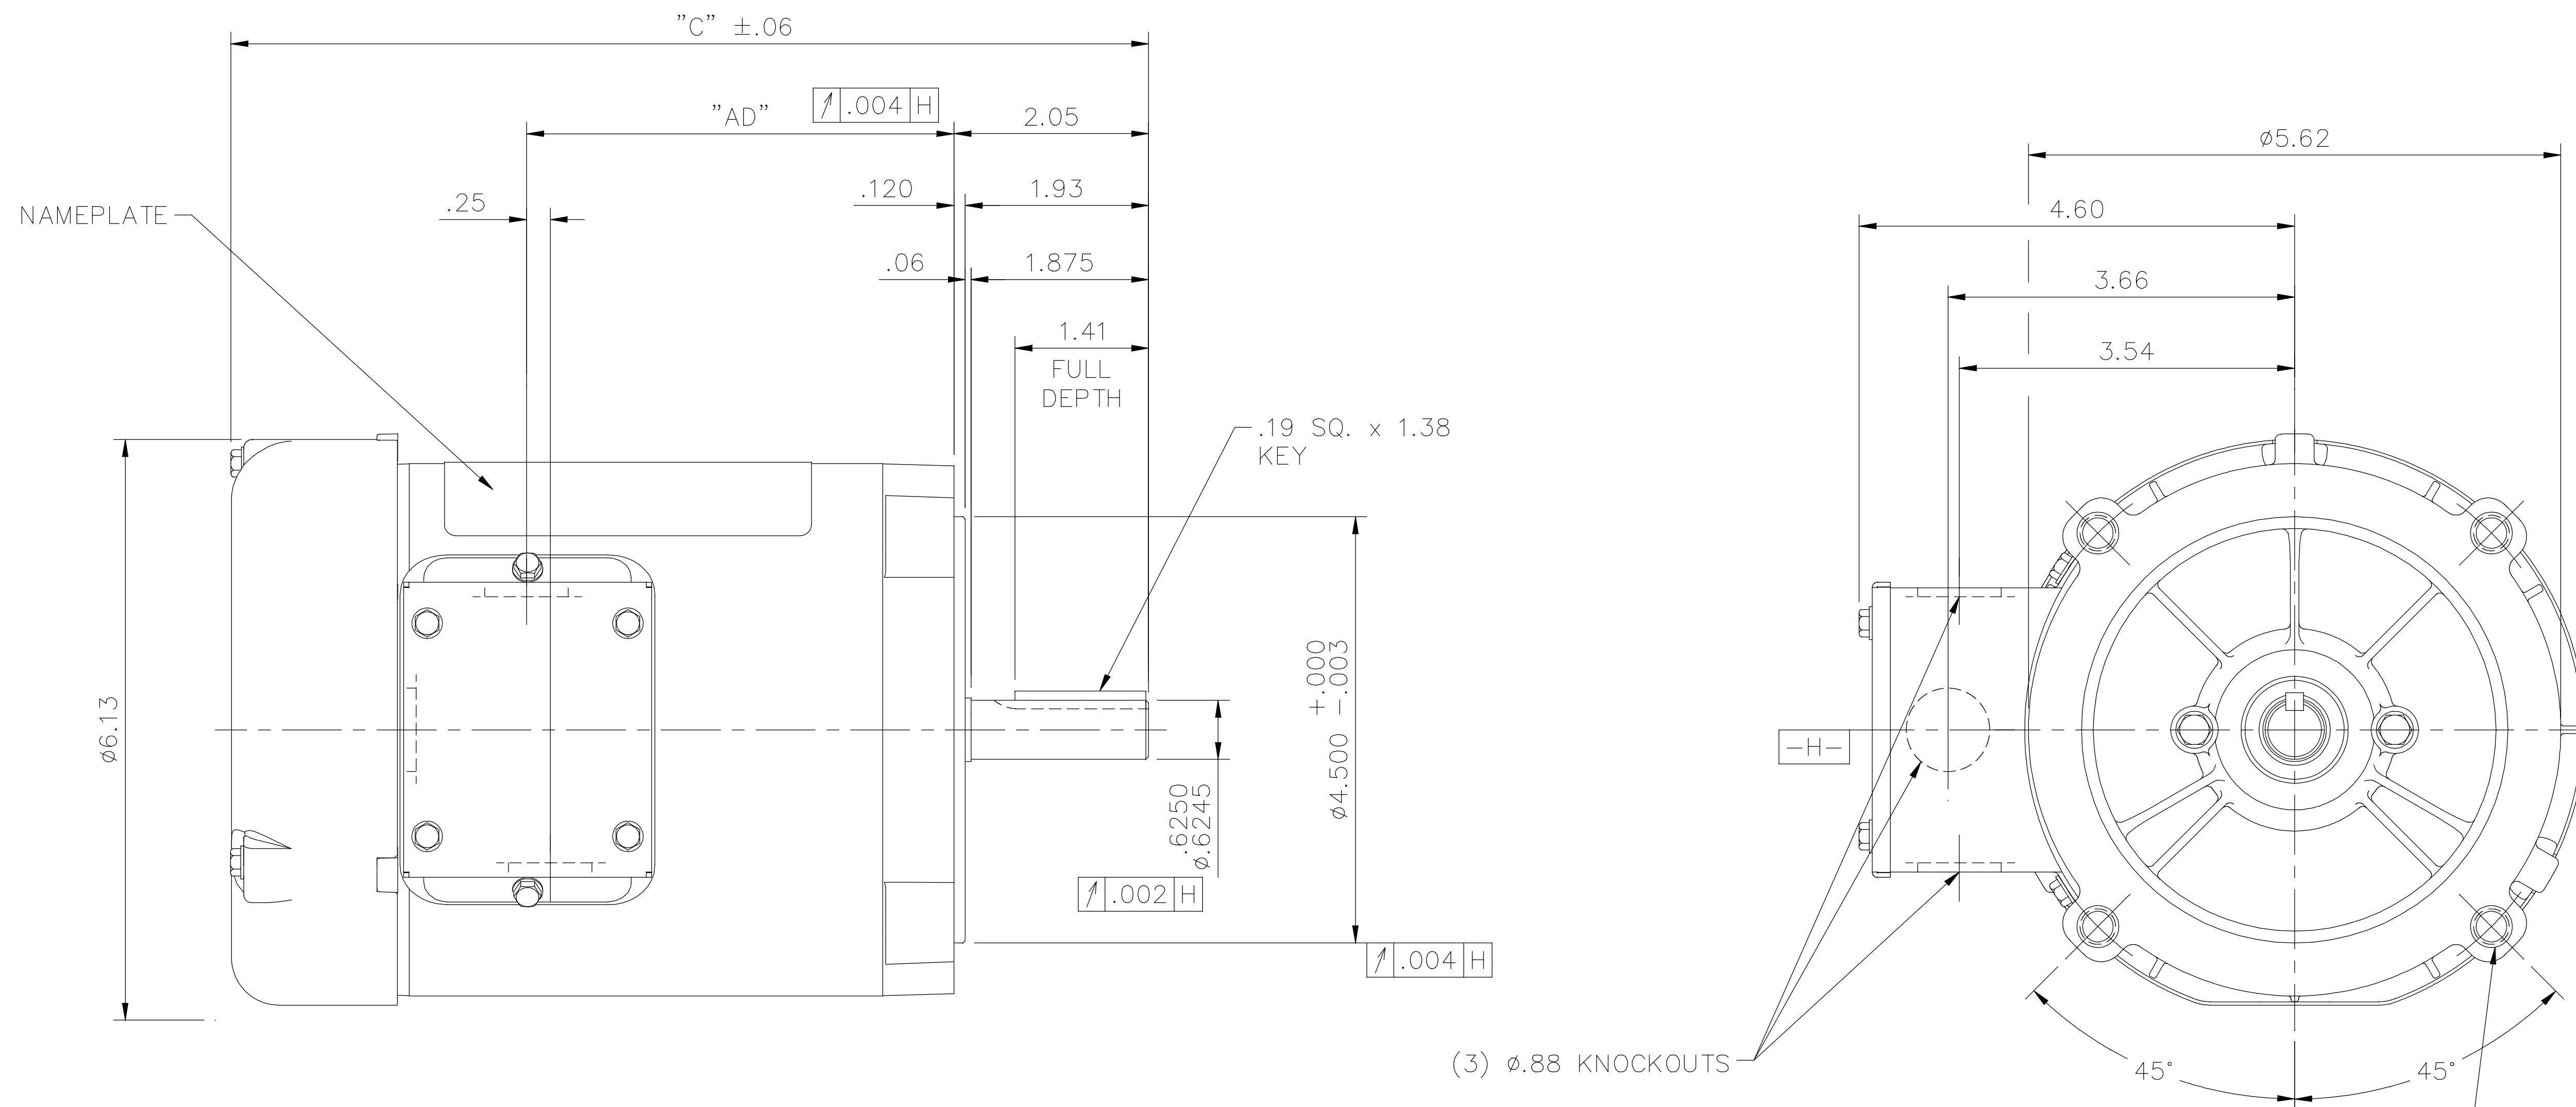 "C" ±.06
"AD"
.004 H
2.05
.25
.120
1.93
NAMEPLATE
.06
1.875
1.41
FULL
DEPTH
.19 SQ. x 1.38
KEY
ø6.13
ø4.500 +.000
-.003
.6250
ø.6245
.002 H
.004 H
ø5.62
4.60
3.66
3.54
-H-
(3) ø.88 KNOCKOUTS
45°
45°